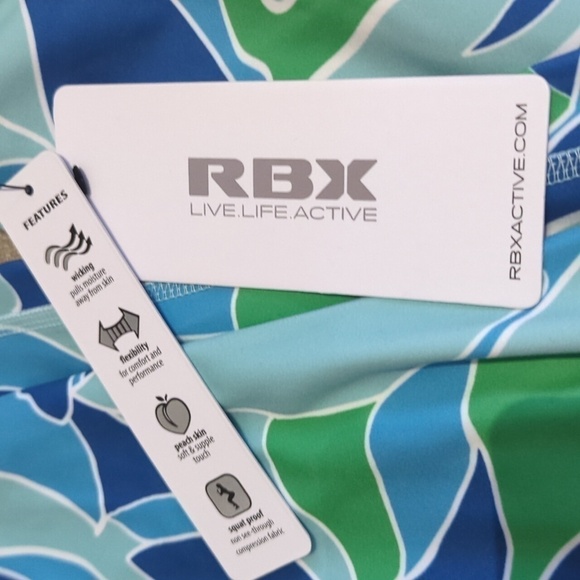 RBX
LIVE.LIFE.ACTIVE
RBXACTIVE.COM
FEATURES
wicking
pulls moisture
away from skin
flexibility
for comfort and
performance
peach skin
soft & supple
touch
squat proof
non see-through
compression fabric